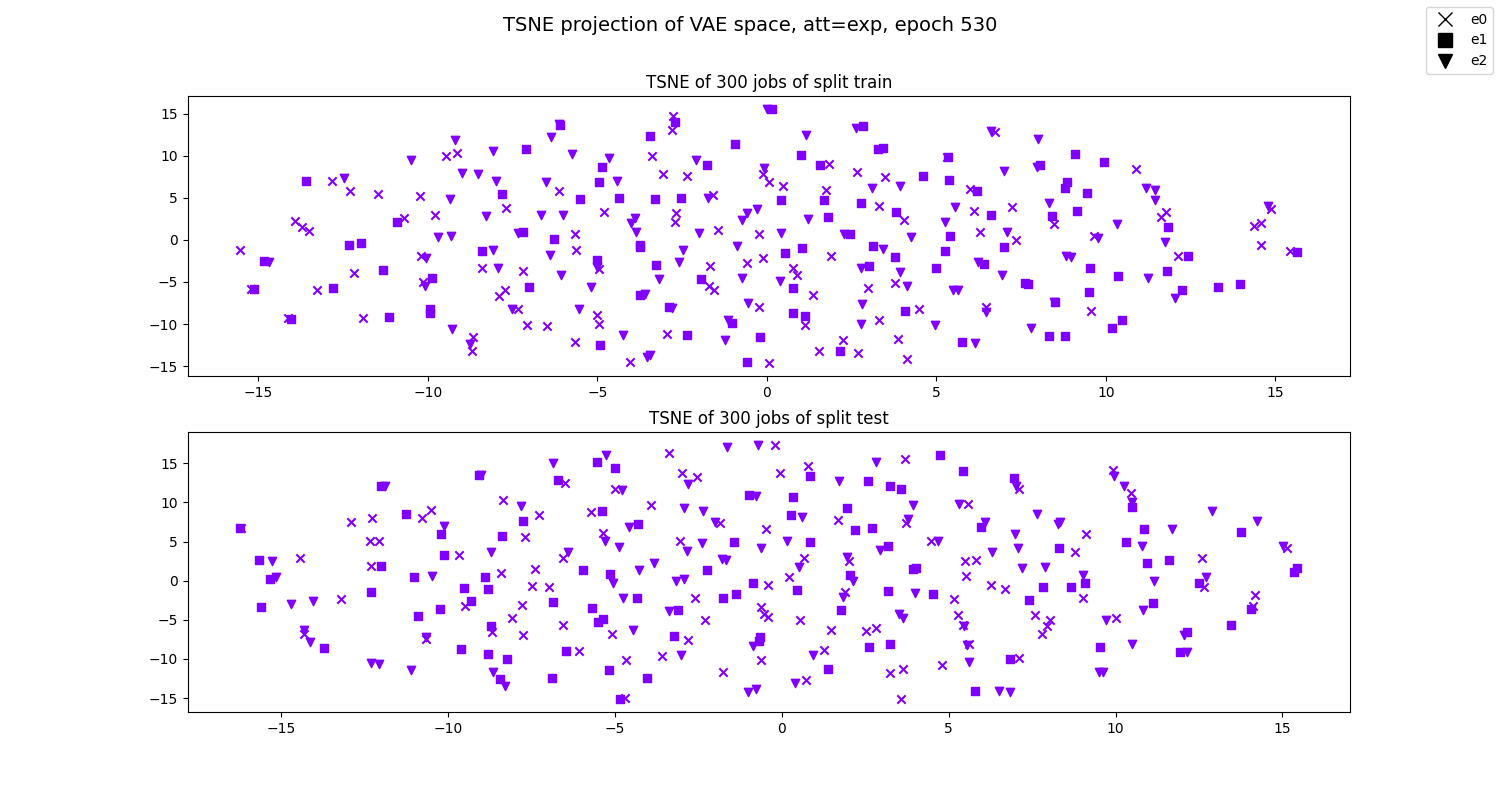 TSNE projection of VAE space, att=exp, epoch 530
e0
e1
e2
TSNE of 300 jobs of split train
15
10
5
0
−5
−10
−15
−15 −10 −5 0 5 10 15
TSNE of 300 jobs of split test
15
10
5
0
−5
−10
−15
−15 −10 −5 0 5 10 15